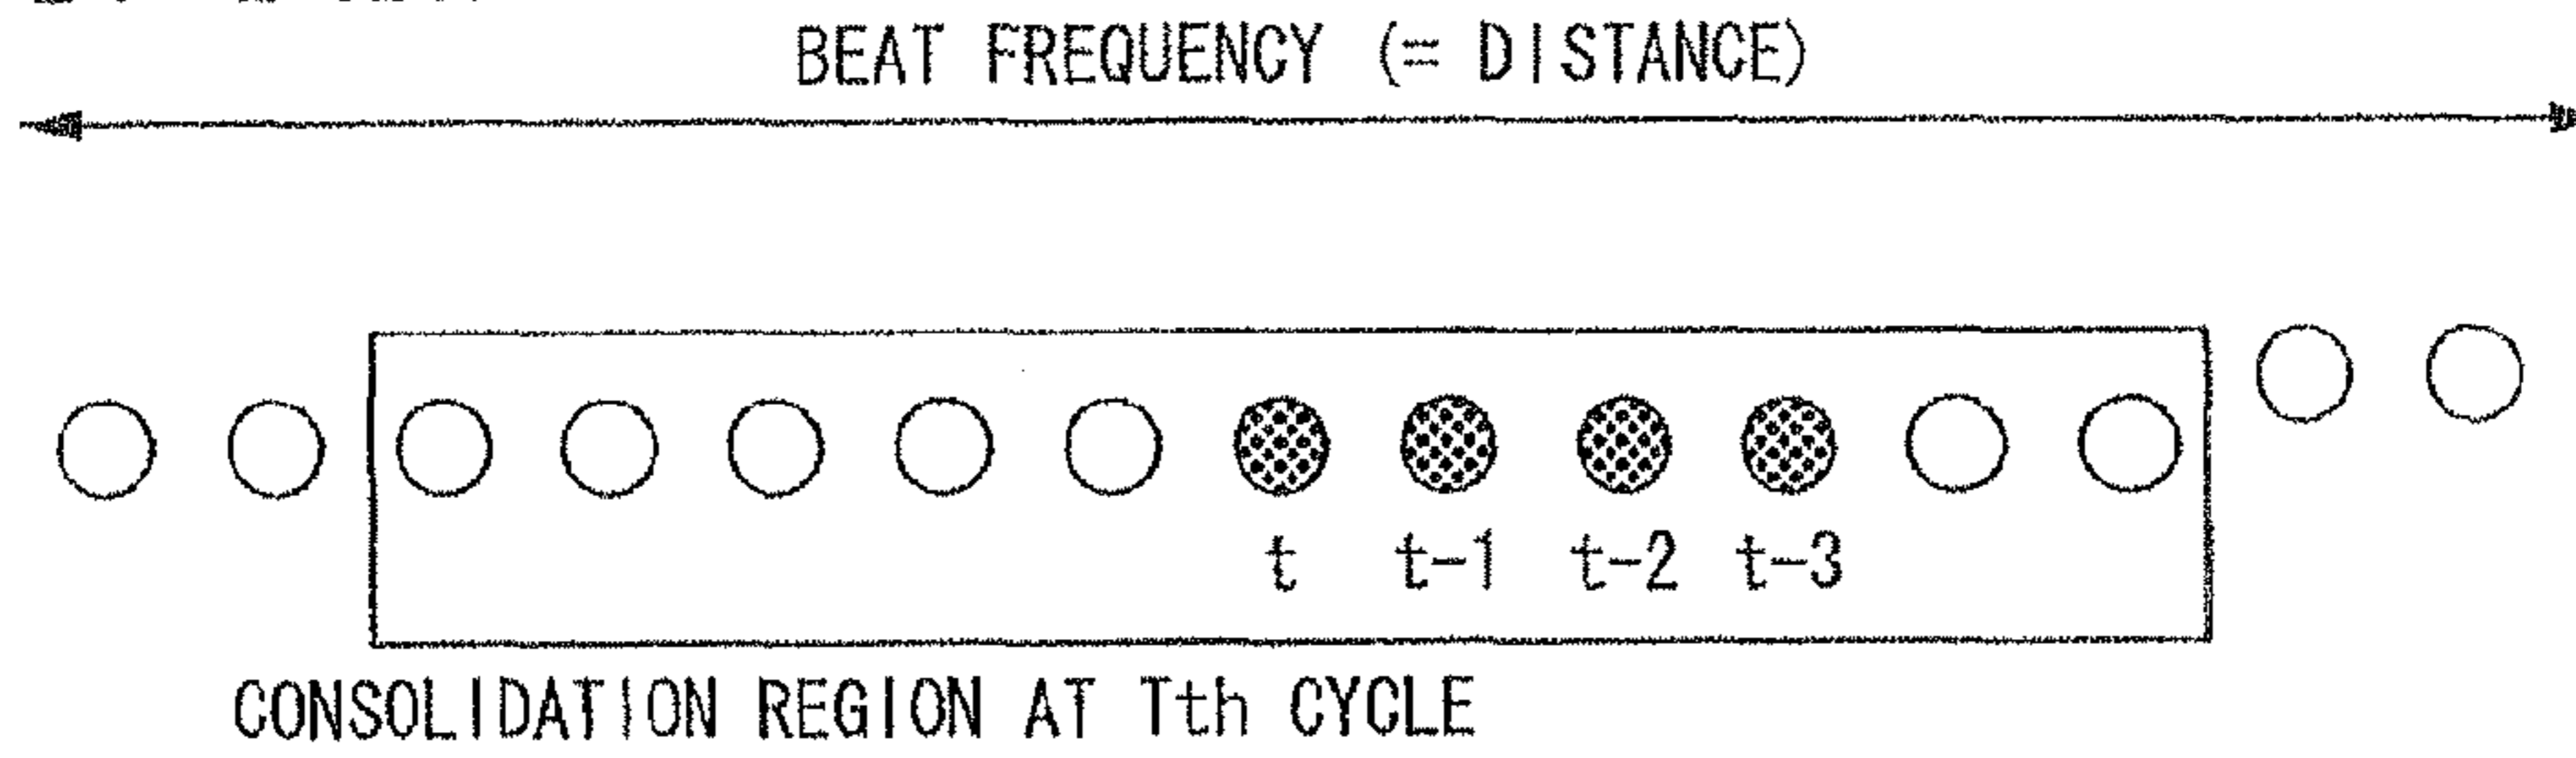 BEAT FREQUENCY (= DISTANCE)
t t-1 t-2 t-3
CONSOLIDATION REGION AT Tth CYCLE